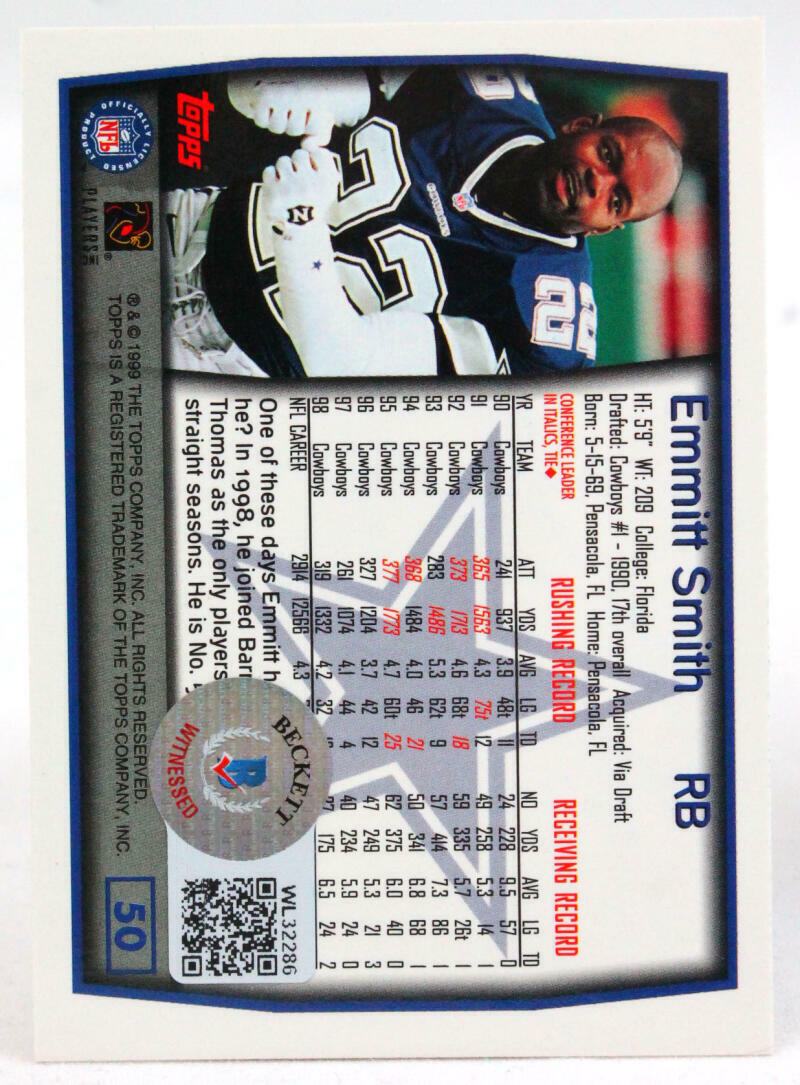 Emmitt Smith RB
HT: 5'9" WT: 209 College: Florida
Drafted: Cowboys #1 - 1990, 17th overall Acquired: Via Draft
Born: 5-15-69, Pensacola, FL Home: Pensacola, FL
CONFERENCE LEADER
IN ITALICS, TIE◆
RUSHING RECORD RECEIVING RECORD
YR TEAM ATT YDS AVG LG TD NO YDS AVG LG TD
90 Cowboys 241 937 3.9 48t 11 24 228 9.5 57 0
91 Cowboys 365 1563 4.3 75t 12 49 258 5.3 14 1
92 Cowboys 373 1713 4.6 68t 18 59 335 5.7 26t 1
93 Cowboys 283 1486 5.3 62t 9 57 414 7.3 86 1
94 Cowboys 368 1484 4.0 46 21 50 341 6.8 68 1
95 Cowboys 377 1773 4.7 60t 25 62 375 6.0 40 0
96 Cowboys 327 1204 3.7 42 12 47 249 5.3 21 3
97 Cowboys 261 1074 4.1 44 4 40 234 5.9 24 0
98 Cowboys 319 1332 4.2 32 27 175 6.5 24 2
NFL CAREER 2914 12566 4.3
One of these days Emmitt
he? In 1998, he joined
Thomas as the only players
straight seasons. He is No.
topps
OFFICIALLY LICENSED PRODUCT
NFL
PLAYERS INC
®
® & © 1999 THE TOPPS COMPANY, INC. ALL RIGHTS RESERVED.
TOPPS IS A REGISTERED TRADEMARK OF THE TOPPS COMPANY, INC.
50
BECKETT
B
WITNESSED
WL32286
22
22
NFL